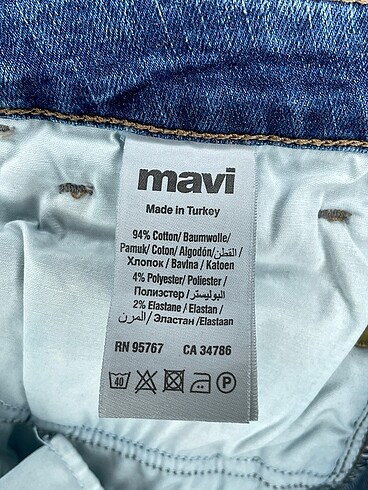 mavi
Made in Turkey
94% Cotton/ Baumwolle/
Pamuk/ Coton/ Algodón/القطن/
Хлопок / Bavlna / Katoen
4% Polyester/ Poliester /
Полиэстер /البوليستر/
2% Elastane / Elastan /
المرن/ Эластан /Elastaan
RN 95767 CA 34786
40 P